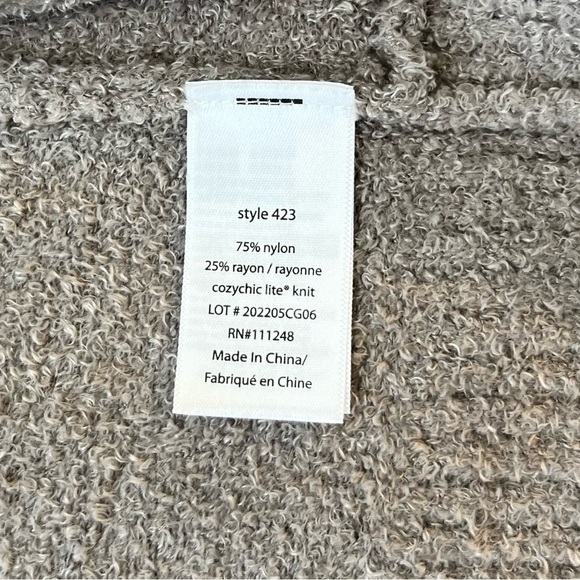 style 423
75% nylon
25% rayon / rayonne
cozychic lite® knit
LOT # 202205CG06
RN#111248
Made In China/
Fabriqué en Chine